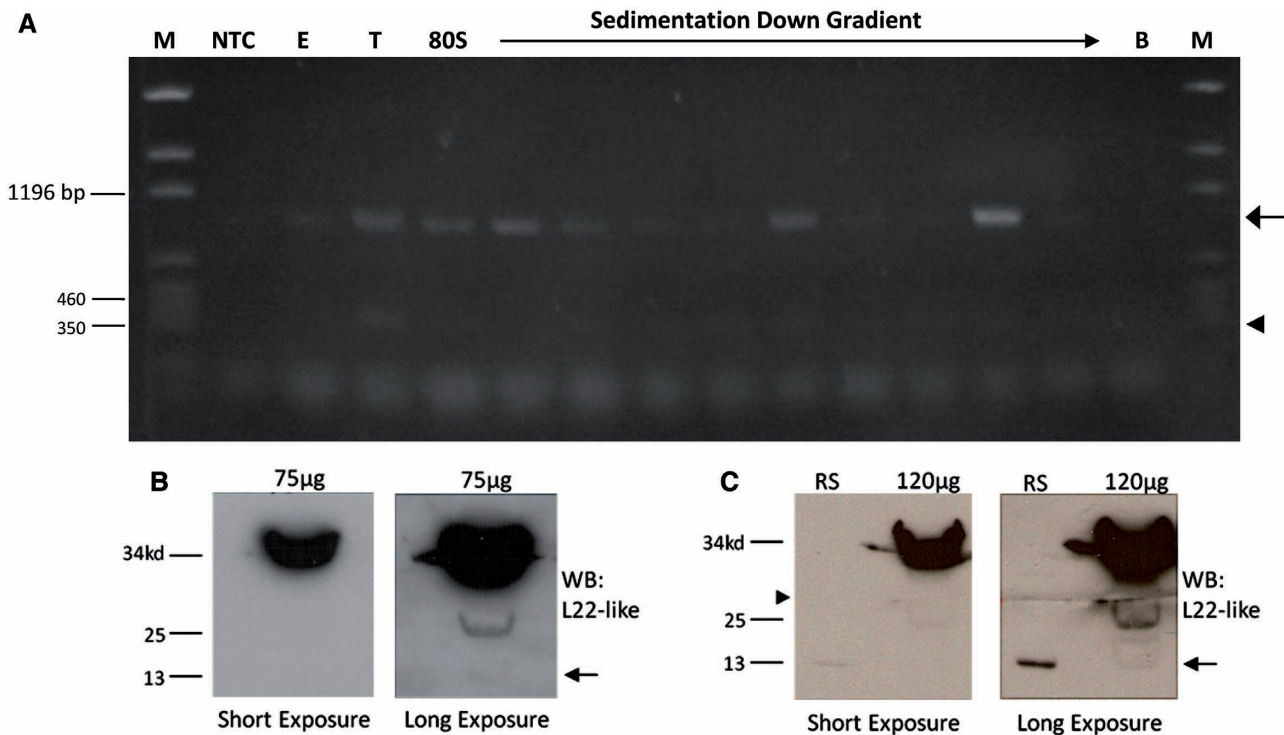 A
Sedimentation Down Gradient
M NTC E T 80S B M
1196 bp
460
350
B
75µg 75µg
34kd
25
13
WB:
L22-like
Short Exposure Long Exposure
C
RS 120µg RS 120µg
34kd
25
13
WB:
L22-like
Short Exposure Long Exposure